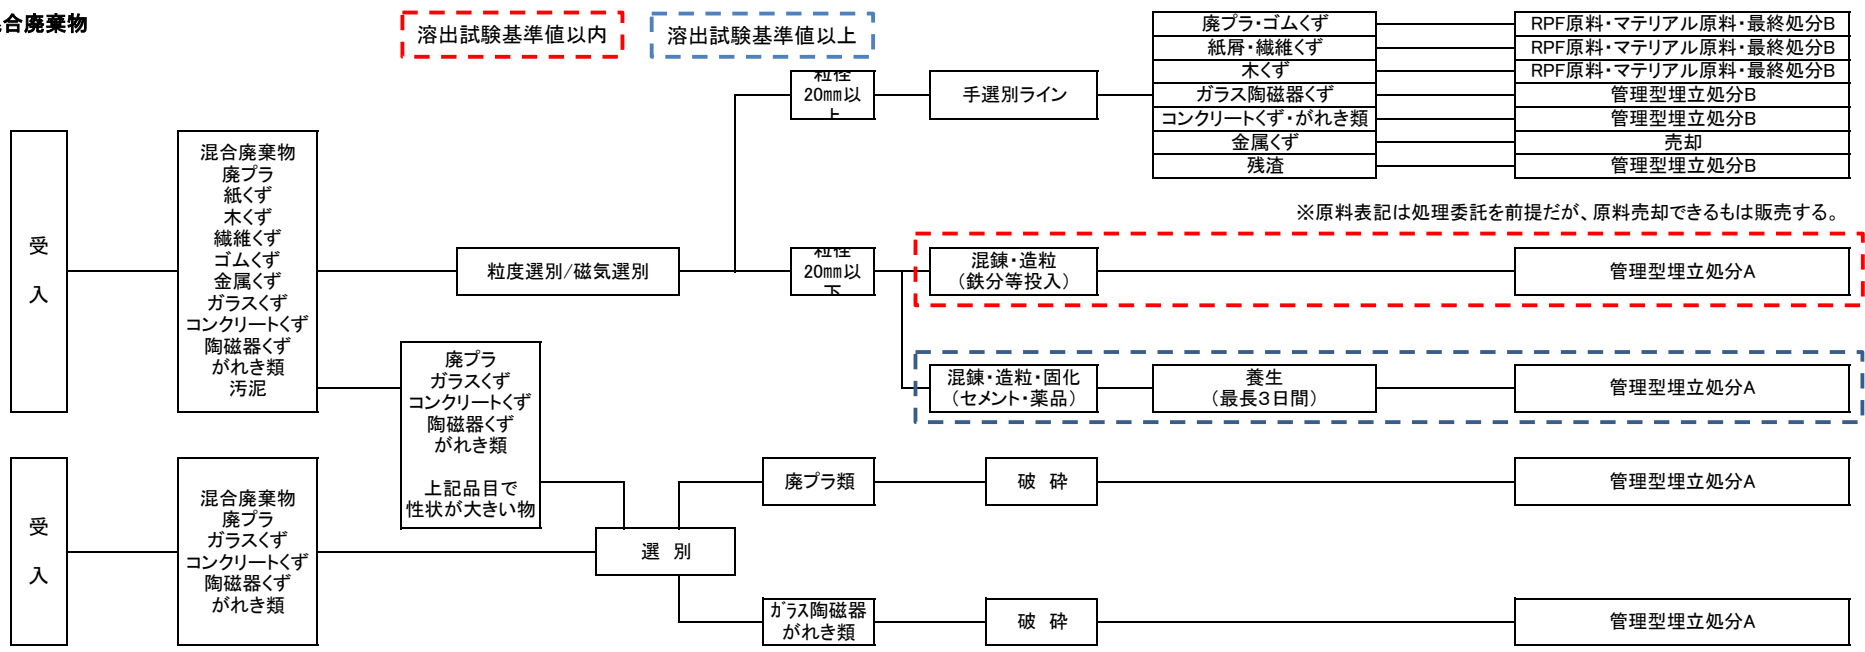 合廃棄物
溶出試験基準値以内
溶出試験基準値以上
廃プラ・ゴムくず
RPF原料・マテリアル原料・最終処分B
紙屑・繊維くず
RPF原料・マテリアル原料・最終処分B
木くず
RPF原料・マテリアル原料・最終処分B
ガラス陶磁器くず
管理型埋立処分B
コンクリートくず・がれき類
管理型埋立処分B
金属くず
売却
残渣
管理型埋立処分B
粒径
20mm以
上
手選別ライン
※原料表記は処理委託を前提だが、原料売却できるもは販売する。
受
入
混合廃棄物
廃プラ
紙くず
木くず
繊維くず
ゴムくず
金属くず
ガラスくず
コンクリートくず
陶磁器くず
がれき類
汚泥
粒度選別/磁気選別
粒径
20mm以
下
混錬・造粒
(鉄分等投入)
管理型埋立処分A
混錬・造粒・固化
(セメント・薬品)
養生
(最長3日間)
管理型埋立処分A
廃プラ
ガラスくず
コンクリートくず
陶磁器くず
がれき類
上記品目で
性状が大きい物
受
入
混合廃棄物
廃プラ
ガラスくず
コンクリートくず
陶磁器くず
がれき類
選 別
廃プラ類
破 砕
管理型埋立処分A
ガラス陶磁器
がれき類
破 砕
管理型埋立処分A